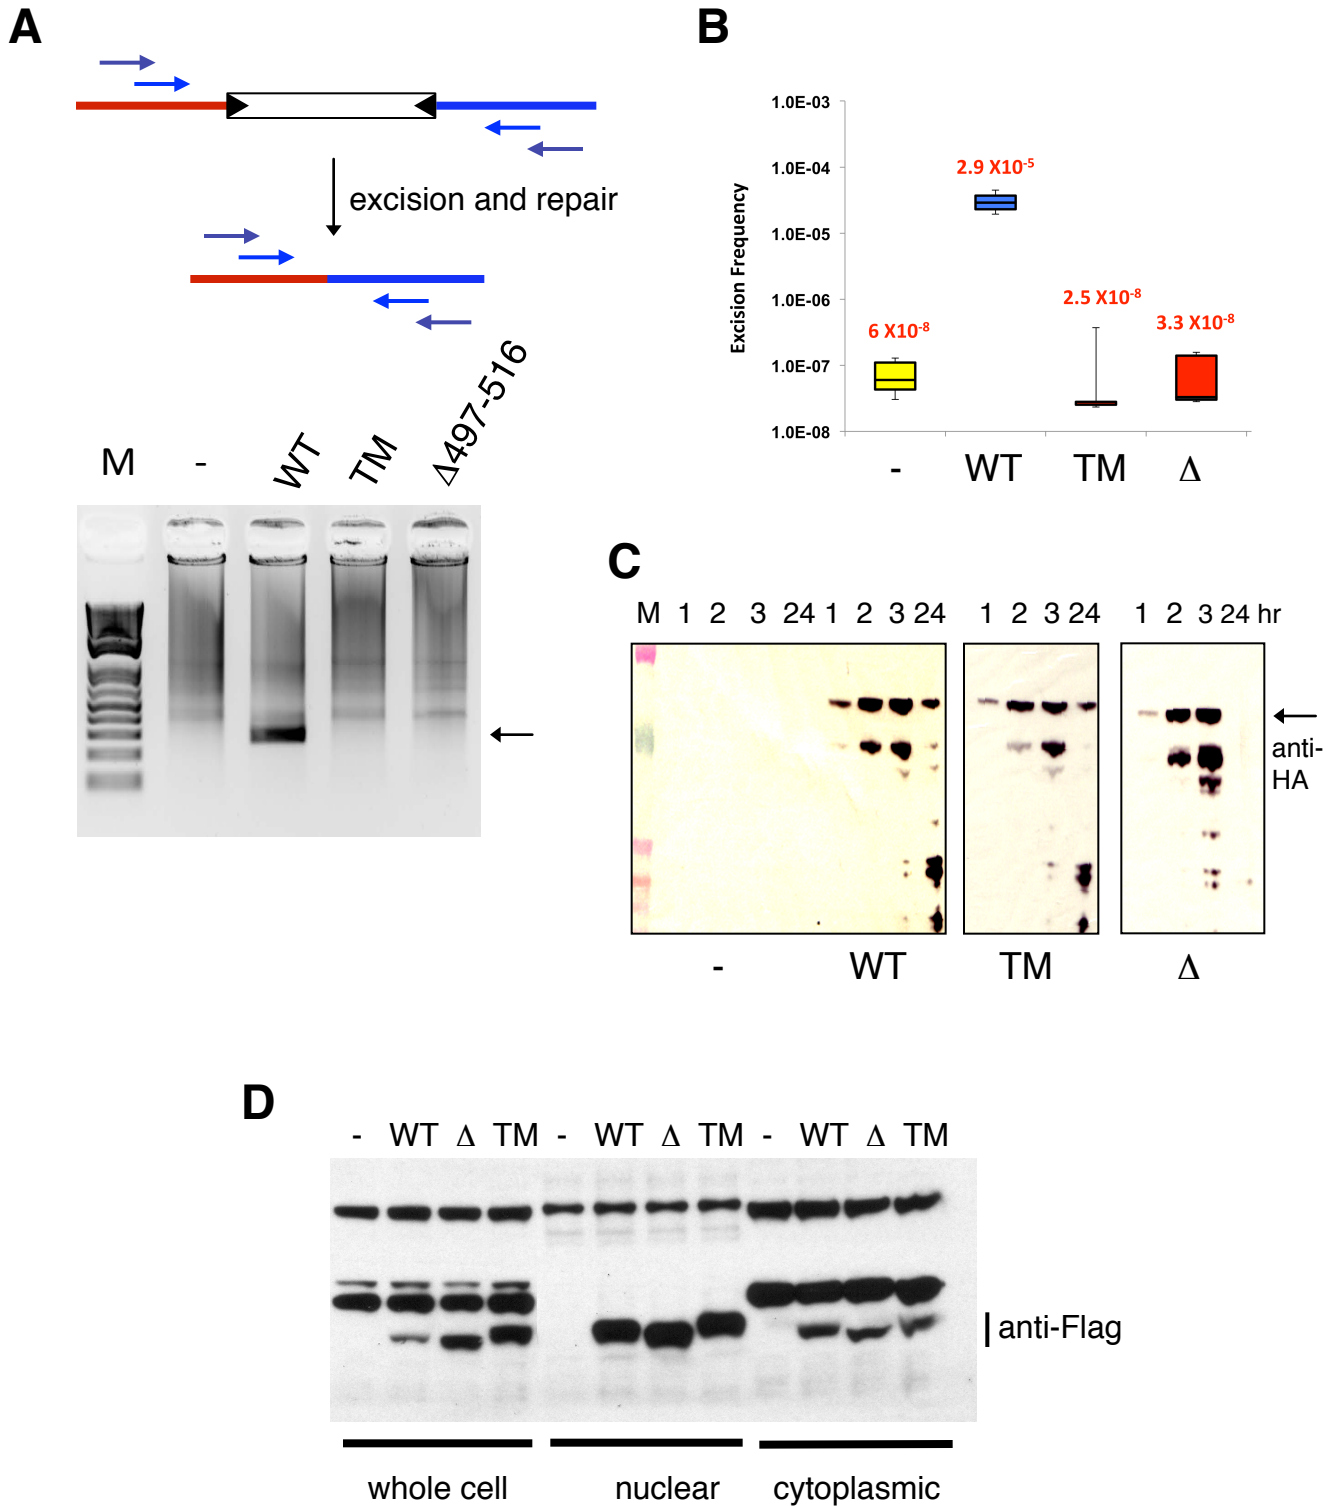 A
excision and repair
M - WT TM Δ497-516
B
Excision Frequency
1.0E-03
1.0E-04
1.0E-05
1.0E-06
1.0E-07
1.0E-08
6 X10-8
2.9 X10-5
2.5 X10-8
3.3 X10-8
- WT TM Δ
C
M 1 2 3 24 1 2 3 24 1 2 3 24 1 2 3 24 hr
anti-
HA
- WT TM Δ
D
- WT Δ TM - WT Δ TM - WT Δ TM
anti-Flag
whole cell nuclear cytoplasmic